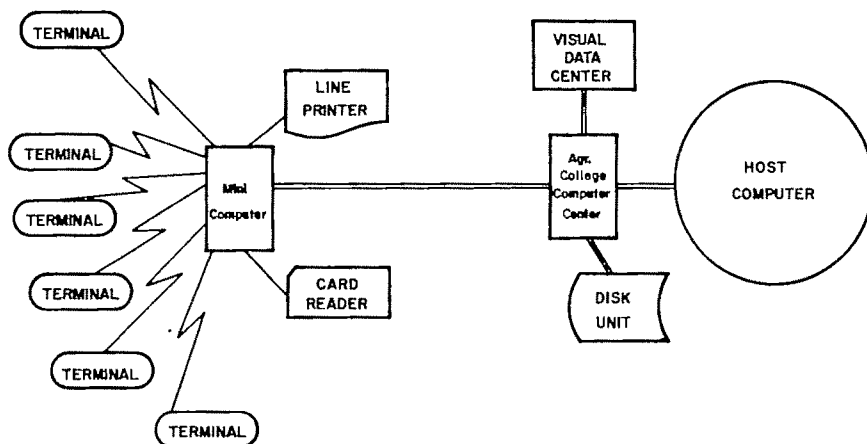 TERMINAL
VISUAL
DATA
CENTER
LINE
PRINTER
TERMINAL
Mini
Computer
Agr.
College
Computer
Center
HOST
COMPUTER
TERMINAL
TERMINAL
CARD
READER
DISK
UNIT
TERMINAL
TERMINAL